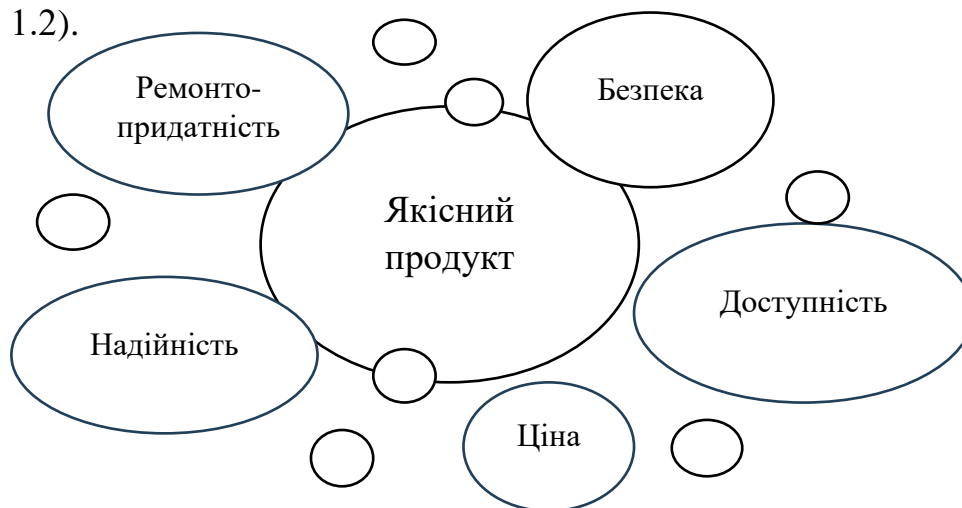 1.2).
Ремонто-
придатність
Безпека
Якісний
продукт
Доступність
Надійність
Ціна